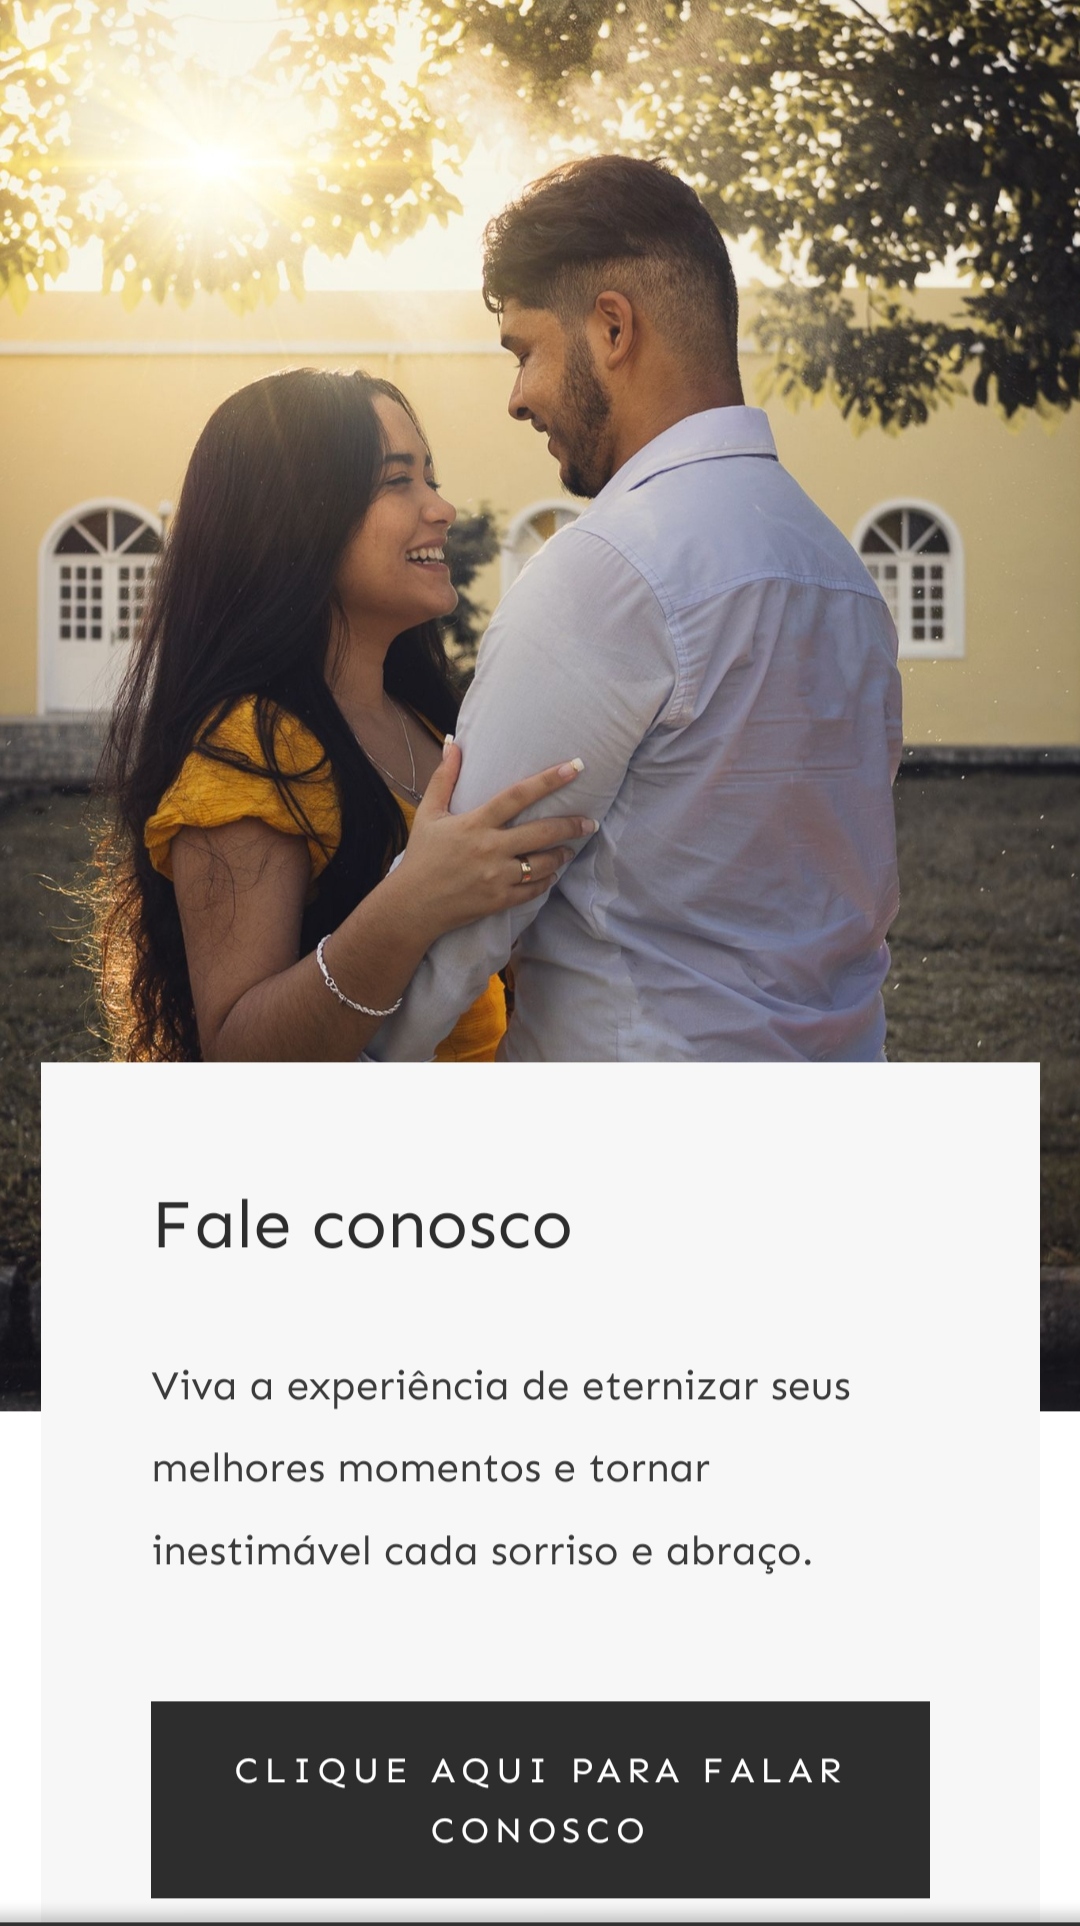 Fale conosco
Viva a experiência de eternizar seus
melhores momentos e tornar
inestimável cada sorriso e abraço.
CLIQUE AQUI PARA FALAR
CONOSCO